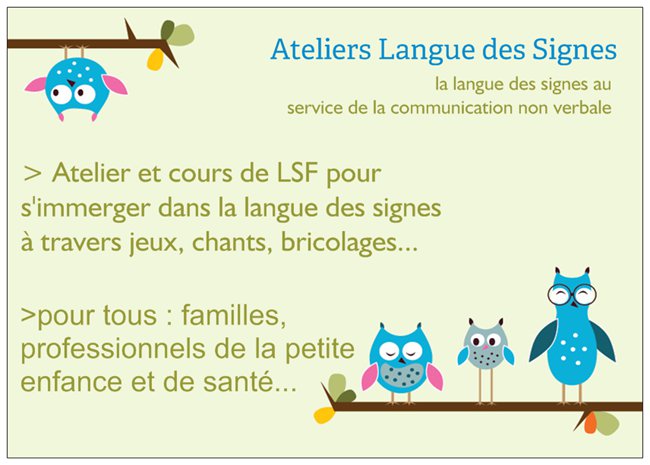 Ateliers Langue des Signes
la langue des signes au
service de la communication non verbale
> Atelier et cours de LSF pour
s'immerger dans la langue des signes
à travers jeux, chants, bricolages...
>pour tous : familles,
professionnels de la petite
enfance et de santé...